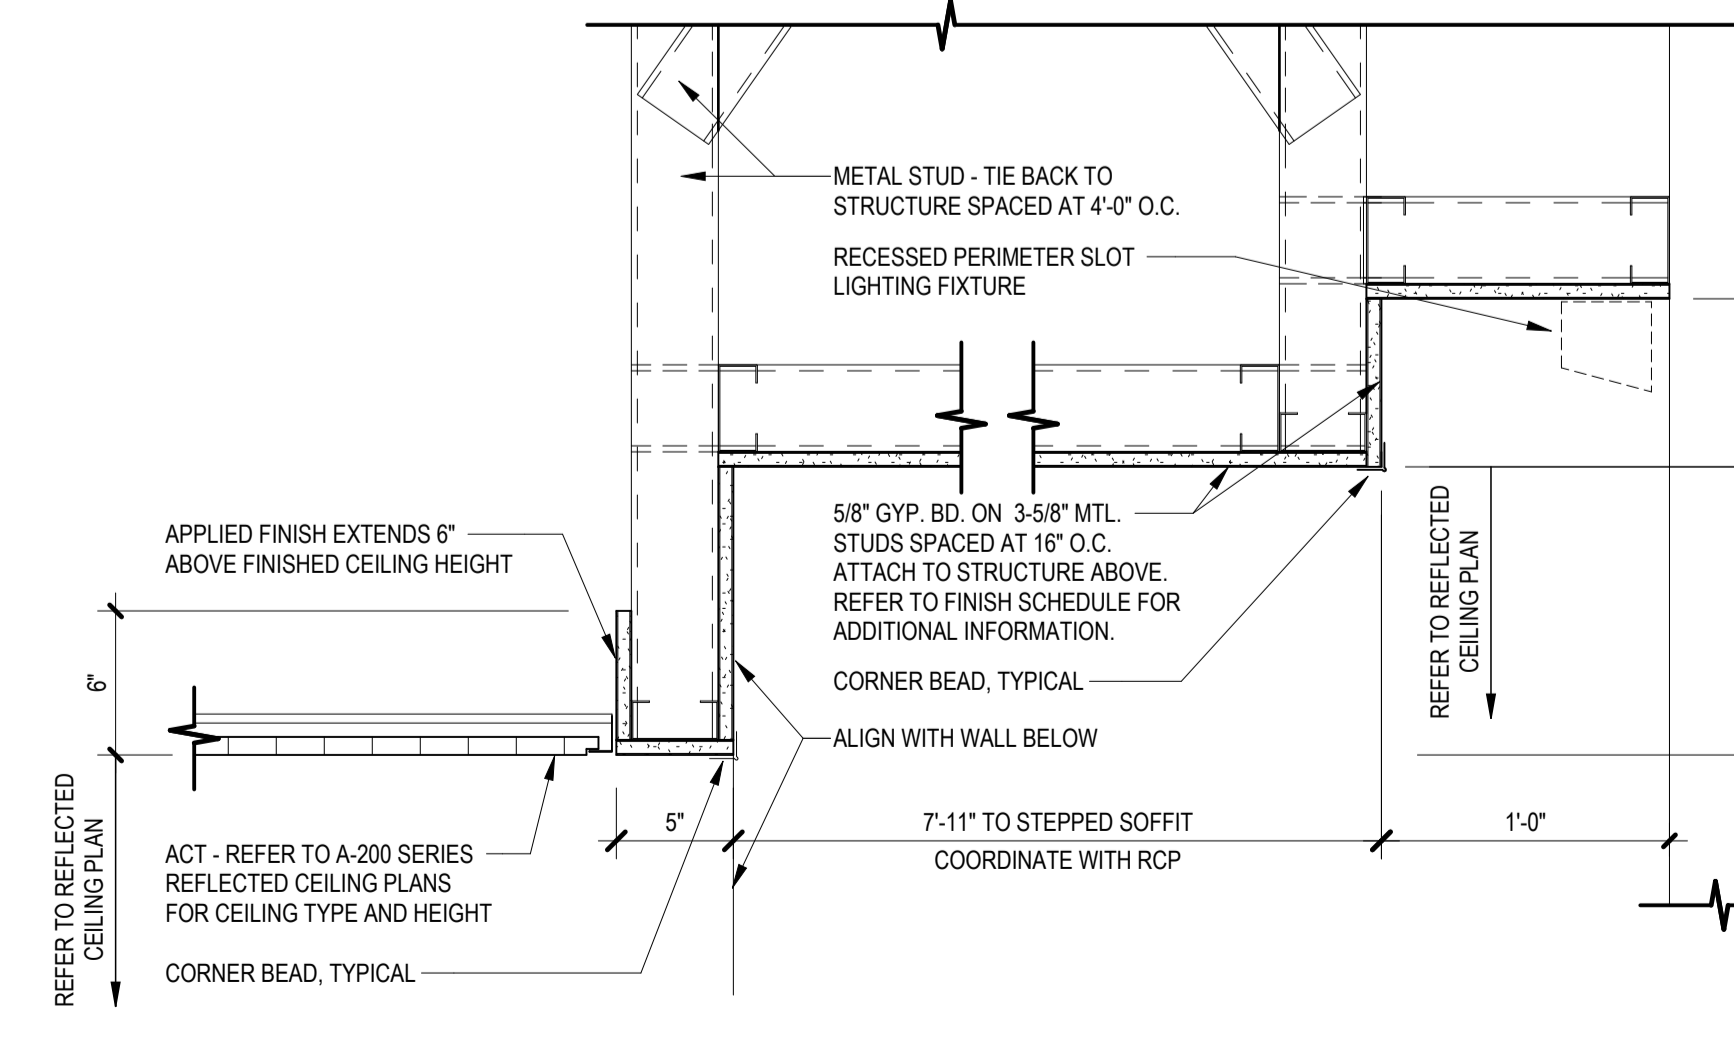 METAL STUD - TIE BACK TO
STRUCTURE SPACED AT 4'-0" O.C.
RECESSED PERIMETER SLOT
LIGHTING FIXTURE
5/8" GYP. BD. ON 3-5/8" MTL.
STUDS SPACED AT 16" O.C.
ATTACH TO STRUCTURE ABOVE.
REFER TO FINISH SCHEDULE FOR
ADDITIONAL INFORMATION.
CORNER BEAD, TYPICAL
ALIGN WITH WALL BELOW
APPLIED FINISH EXTENDS 6"
ABOVE FINISHED CEILING HEIGHT
6"
REFER TO REFLECTED
CEILING PLAN
REFER TO REFLECTED
CEILING PLAN
5"
7'-11" TO STEPPED SOFFIT
COORDINATE WITH RCP
1'-0"
ACT - REFER TO A-200 SERIES
REFLECTED CEILING PLANS
FOR CEILING TYPE AND HEIGHT
CORNER BEAD, TYPICAL